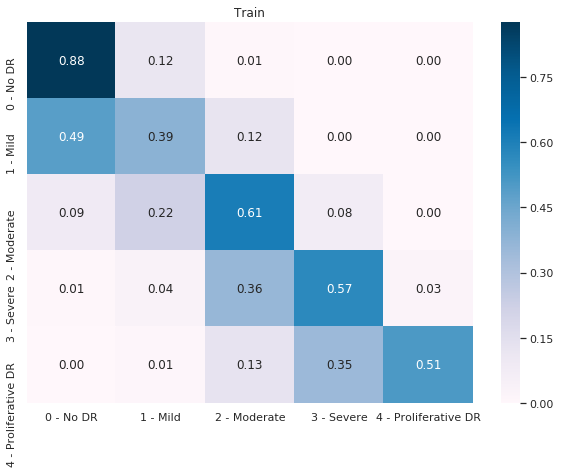 Train
0 - No DR
0.88 0.12 0.01 0.00 0.00
1 - Mild
0.49 0.39 0.12 0.00 0.00
2 - Moderate
0.09 0.22 0.61 0.08 0.00
3 - Severe
0.01 0.04 0.36 0.57 0.03
4 - Proliferative DR
0.00 0.01 0.13 0.35 0.51
0 - No DR 1 - Mild 2 - Moderate 3 - Severe 4 - Proliferative DR
0.75
0.60
0.45
0.30
0.15
0.00